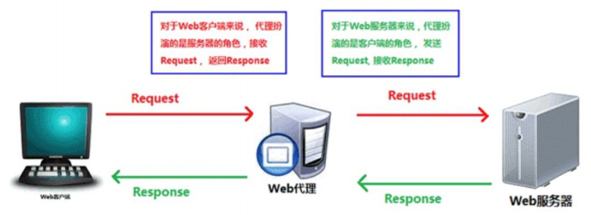 对于Web客户端来说，代理扮
演的是服务器的角色，接收
Request，返回Response
对于Web服务器来说，代理扮
演的是客户端的角色，发送
Request, 接收Response
Request
Request
Response
Response
Web客户端
Web代理
Web服务器